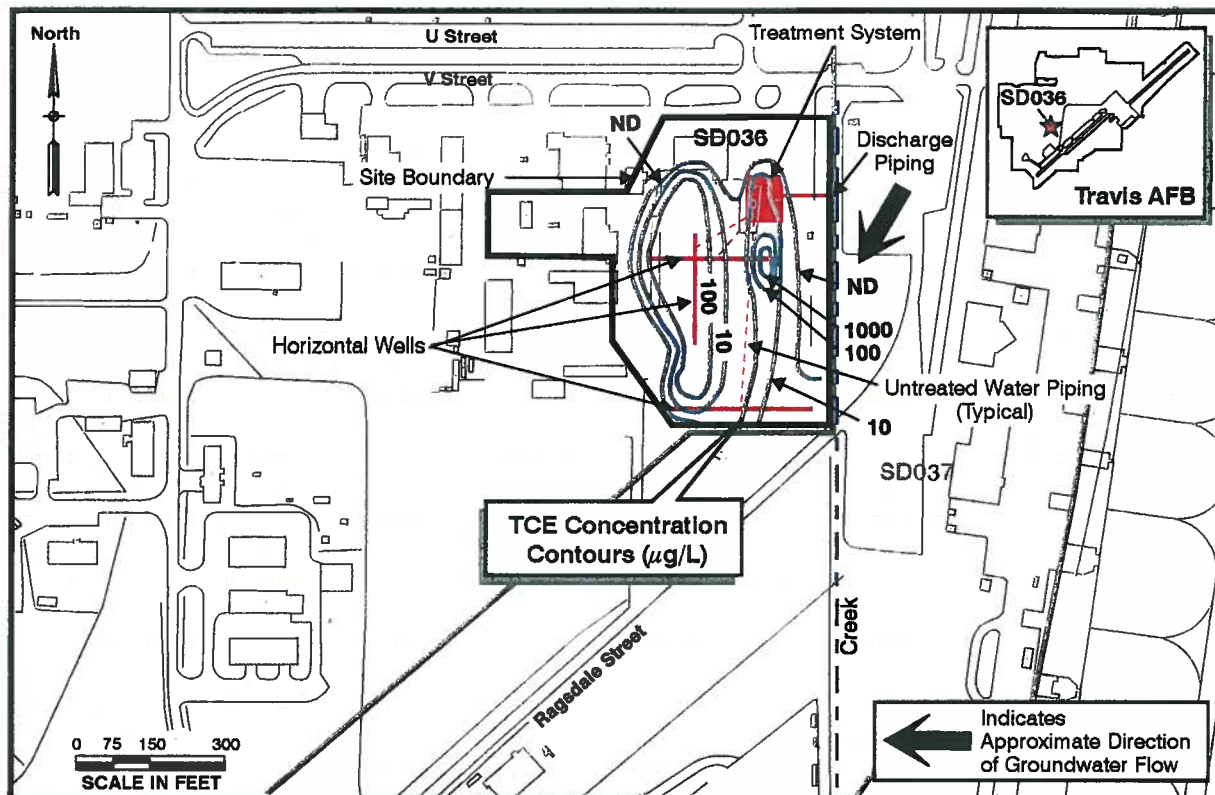 North
U Street
V Street
Treatment System
SD036
Travis AFB
ND
SD036
Discharge
Piping
Site Boundary
ND
100
10
1000
100
Horizontal Wells
Untreated Water Piping
(Typical)
10
SD037
TCE Concentration
Contours (μg/L)
Creek
Ragsdale Street
0 75 150 300
SCALE IN FEET
Indicates
Approximate Direction
of Groundwater Flow